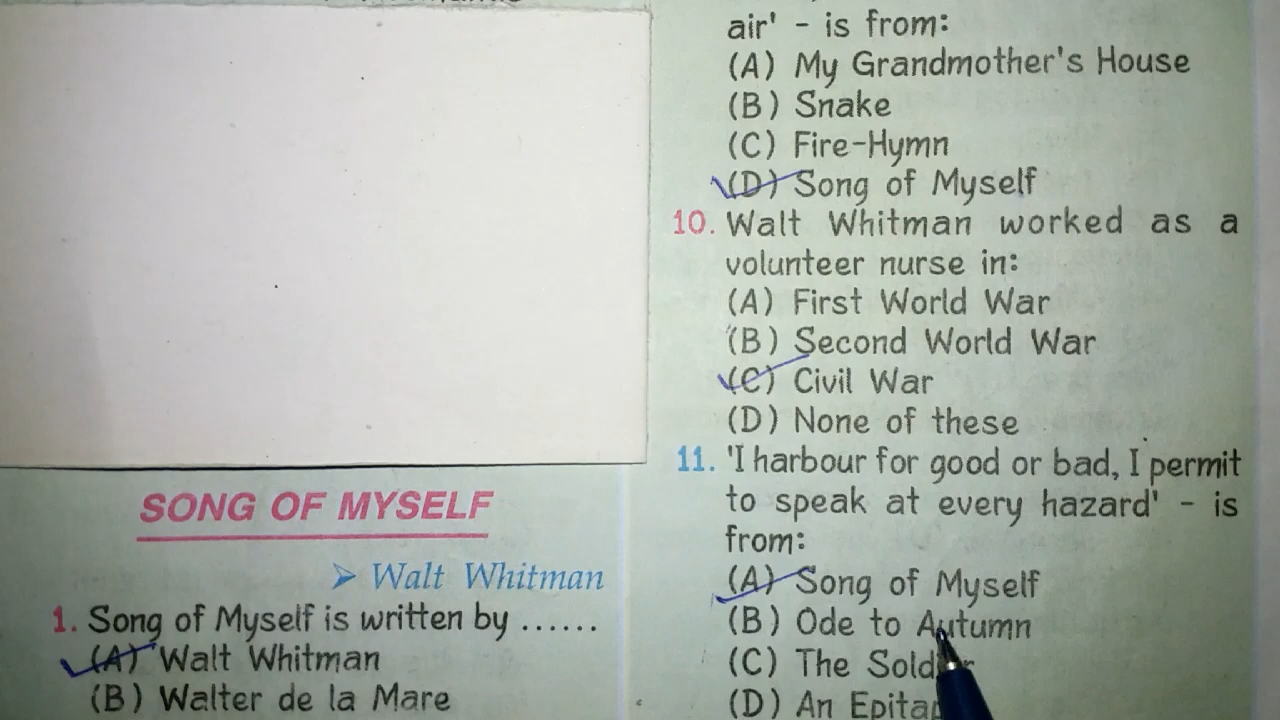 SONG OF MYSELF
➤ Walt Whitman
1. Song of Myself is written by ......
(A) Walt Whitman
(B) Walter de la Mare
air' - is from:
(A) My Grandmother's House
(B) Snake
(C) Fire-Hymn
(D) Song of Myself
10. Walt Whitman worked as a
volunteer nurse in:
(A) First World War
(B) Second World War
(C) Civil War
(D) None of these
11. 'I harbour for good or bad, I permit
to speak at every hazard' - is
from:
(A) Song of Myself
(B) Ode to Autumn
(C) The
(D) An